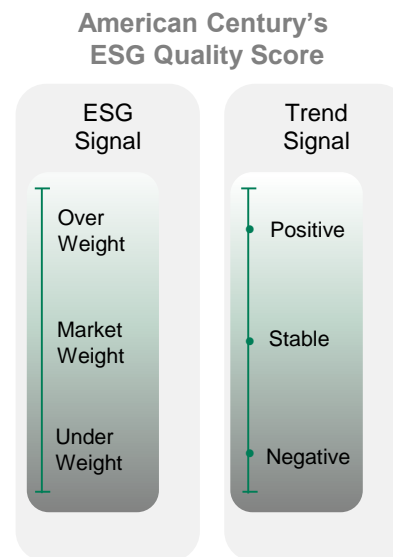 American Century’s
ESG Quality Score
ESG
Signal
Over
Weight
Market
Weight
Under
Weight
Trend
Signal
Positive
Stable
Negative